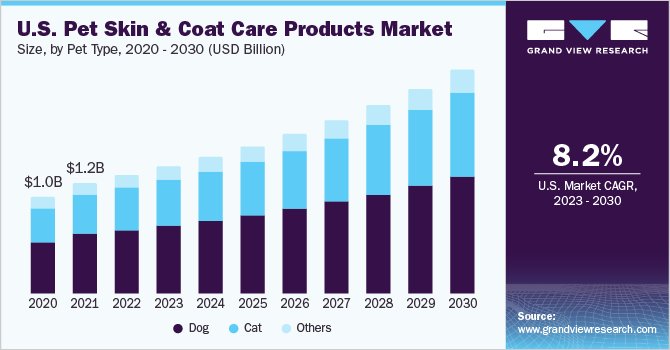 U.S. Pet Skin & Coat Care Products Market
Size, by Pet Type, 2020 - 2030 (USD Billion)
$1.0B
$1.2B
2020 2021 2022 2023 2024 2025 2026 2027 2028 2029 2030
Dog Cat Others
GRAND VIEW RESEARCH
8.2%
U.S. Market CAGR,
2023 - 2030
Source:
www.grandviewresearch.com